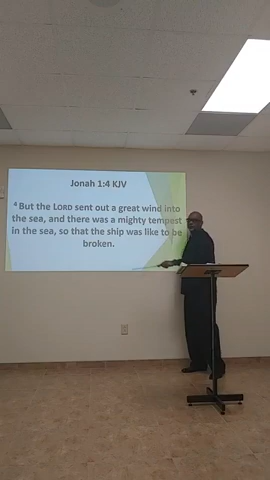 Jonah 1:4 KJV
4 But the LORD sent out a great wind into
the sea, and there was a mighty tempest
in the sea, so that the ship was like to be
broken.